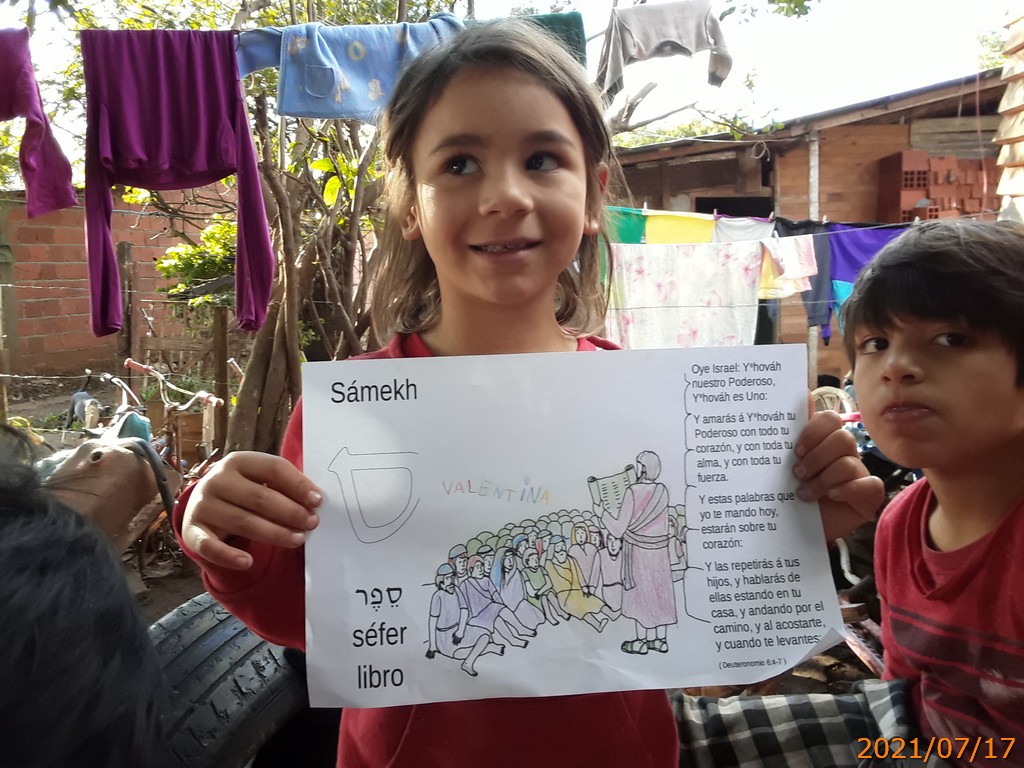 Sámekh
ס
VALENTINA
סֵפֶר
séfer
libro
Oye Israel: Yᵉhováh
nuestro Poderoso,
Yᵉhováh es Uno:
Y amarás á Yᵉhováh tu
Poderoso con todo tu
corazón, y con toda tu
alma, y con toda tu
fuerza.
Y estas palabras que
yo te mando hoy,
estarán sobre tu
corazón:
Y las repetirás á tus
hijos, y hablarás de
ellas estando en tu
casa, y andando por el
camino, y al acostarte,
y cuando te levantes:
( Deuteronomio 6:4-7 )
2021/07/17